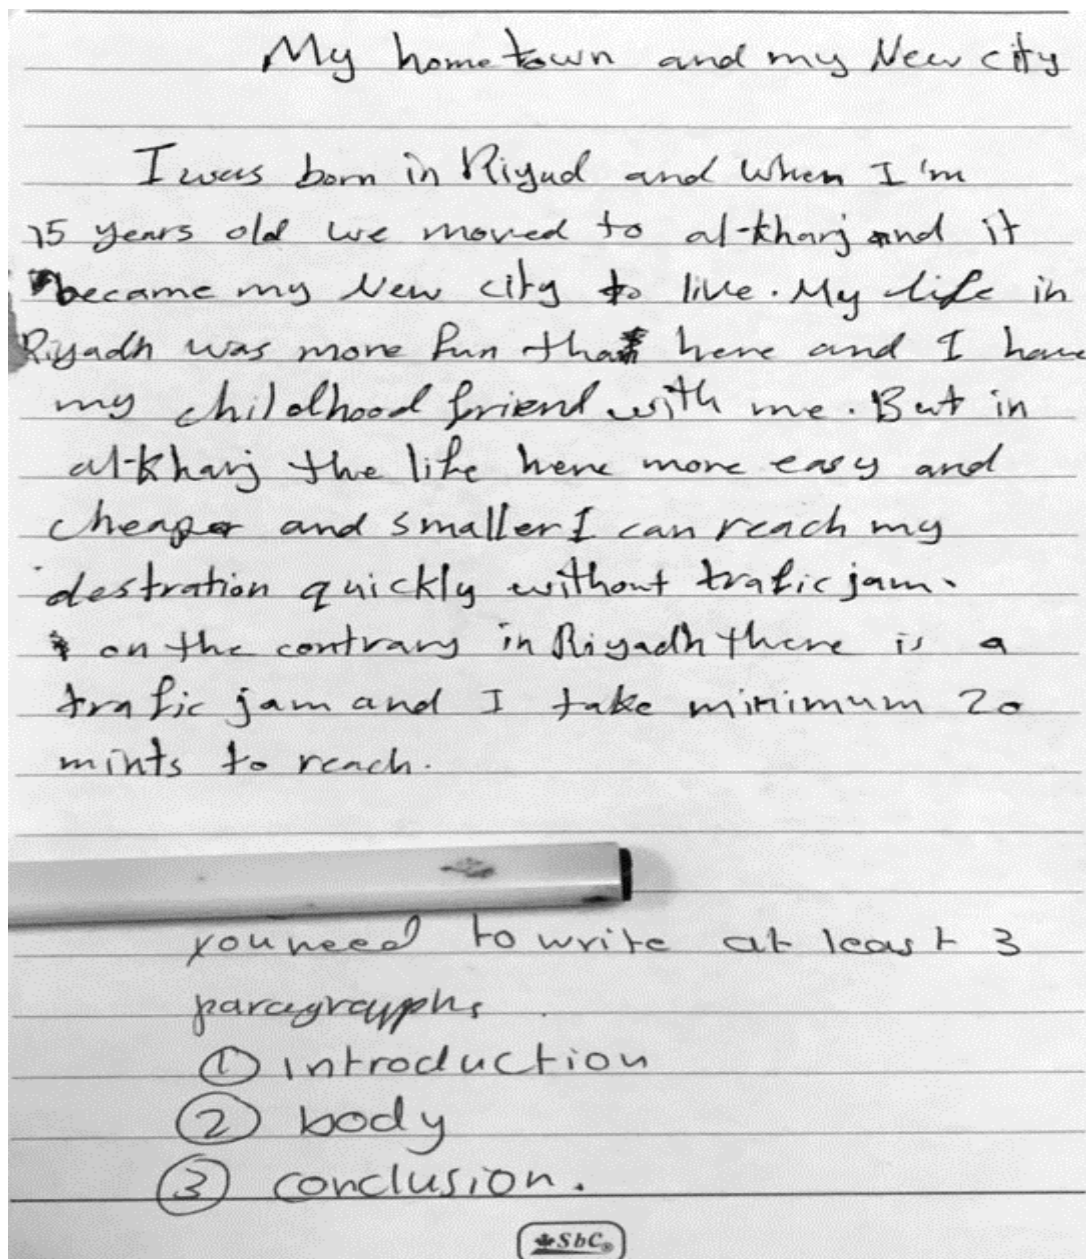 My hometown and my New city
I was born in Riyad and when I'm
15 years old we moved to al-kharj and it
became my New city to live. My life in
Riyadh was more fun than here and I have
my childhood friend with me. But in
al-kharj the life here more easy and
cheaper and smaller I can reach my
destration quickly without trafic jam.
on the contrary in Riyadh there is a
trafic jam and I take minimum 20
mints to reach.
you need to write at least 3
paragrapphs
① introduction
② body
③ conclusion.
SbC